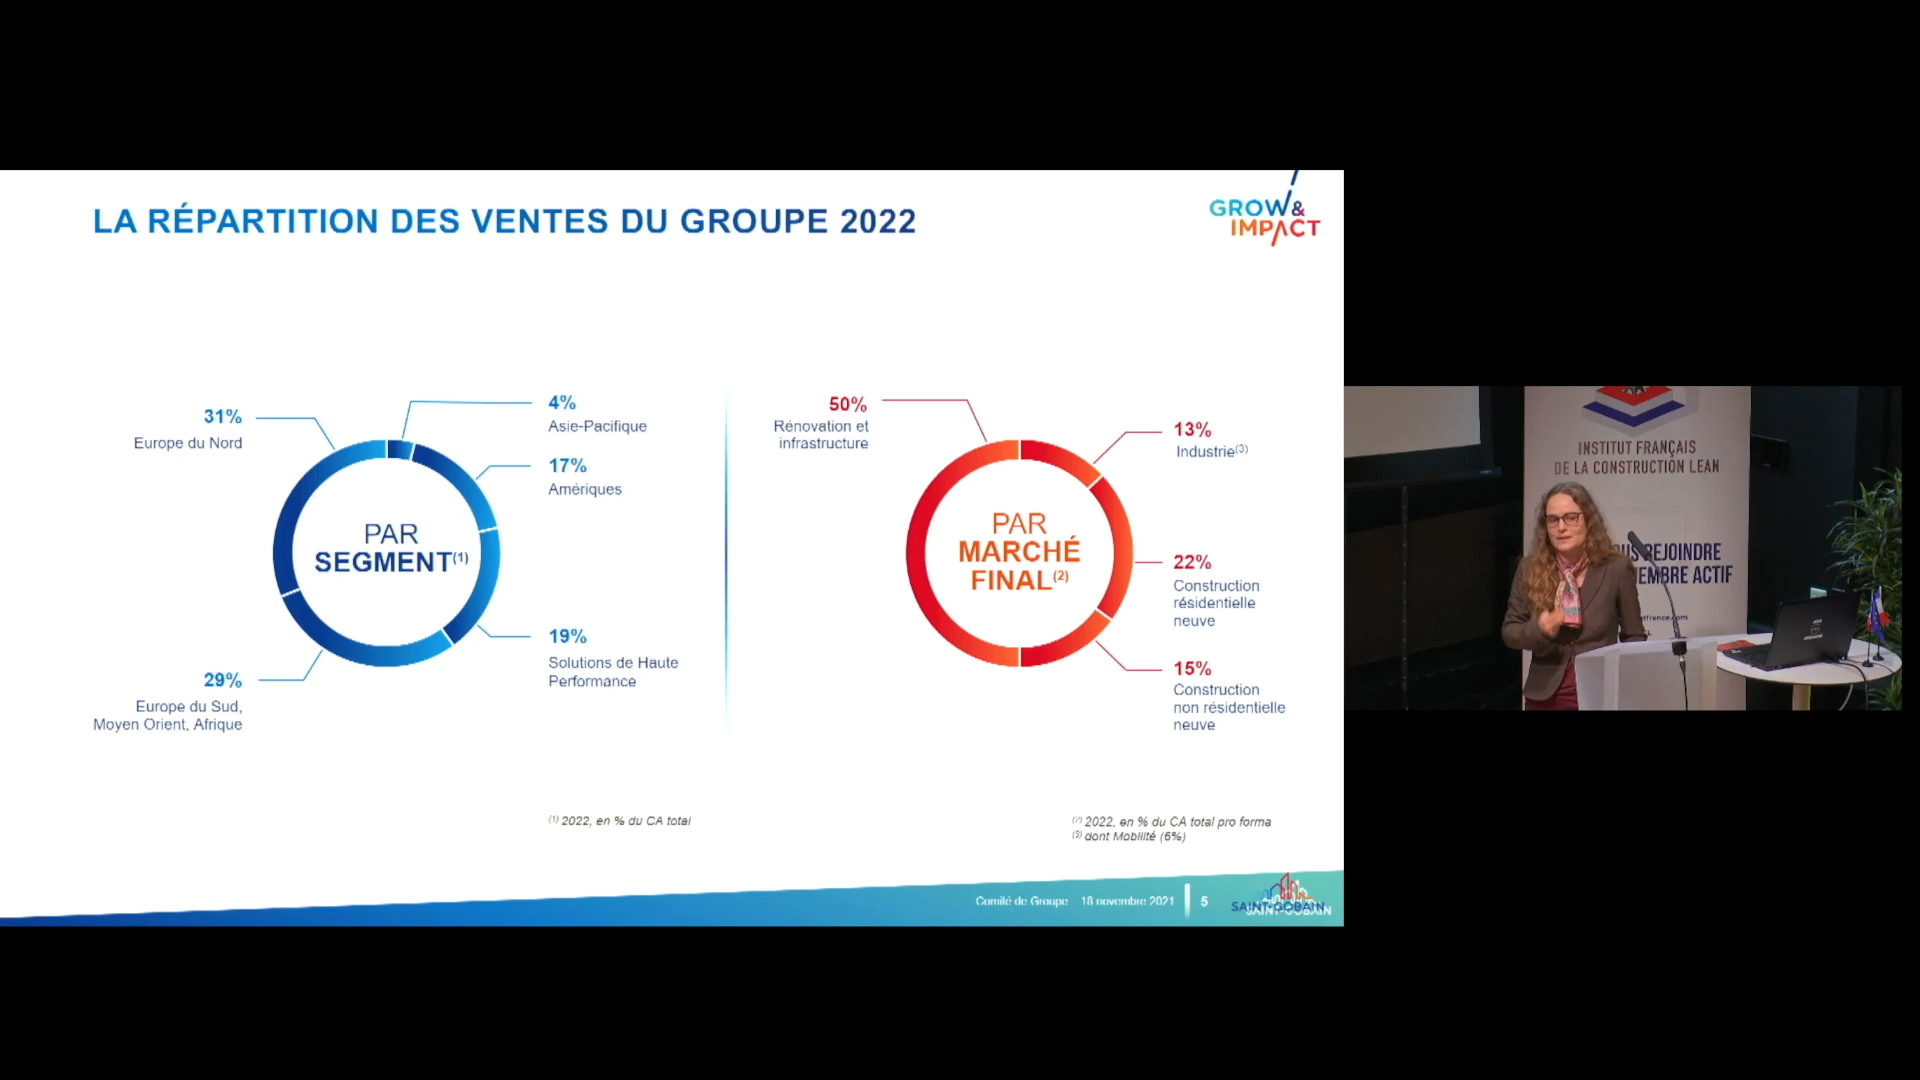 LA RÉPARTITION DES VENTES DU GROUPE 2022
GROW&
IMPACT
31%
Europe du Nord
4%
Asie-Pacifique
17%
Amériques
PAR
SEGMENT(1)
19%
Solutions de Haute
Performance
29%
Europe du Sud,
Moyen Orient, Afrique
50%
Rénovation et
infrastructure
13%
Industrie(3)
PAR
MARCHÉ
FINAL(2)
22%
Construction
résidentielle
neuve
15%
Construction
non résidentielle
neuve
(1) 2022, en % du CA total
(2) 2022, en % du CA total pro forma
(3) dont Mobilité (6%)
Comité de Groupe 18 novembre 2021 5
SAINT-GOBAIN
SAINT-GOBAIN
INSTITUT FRANÇAIS
DE LA CONSTRUCTION LEAN
REJOINDRE
ACTIF